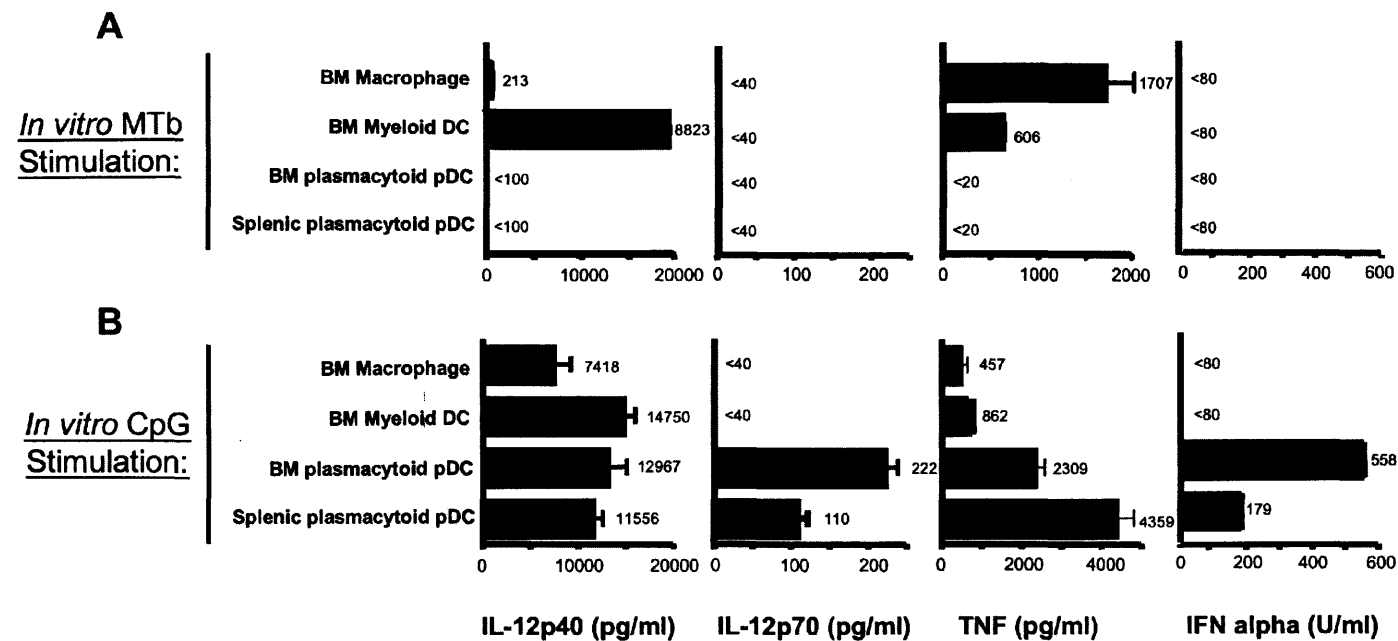 A
In vitro MTb
Stimulation:
BM Macrophage
BM Myeloid DC
BM plasmacytoid pDC
Splenic plasmacytoid pDC
213
8823
<100
<100
0 10000 20000
<40
<40
<40
<40
0 100 200
1707
606
<20
<20
0 1000 2000
<80
<80
<80
<80
0 200 400 600
B
In vitro CpG
Stimulation:
BM Macrophage
BM Myeloid DC
BM plasmacytoid pDC
Splenic plasmacytoid pDC
7418
14750
12967
11556
0 10000 20000
IL-12p40 (pg/ml)
<40
<40
222
110
0 100 200
IL-12p70 (pg/ml)
457
862
2309
4359
0 2000 4000
TNF (pg/ml)
<80
<80
558
179
0 200 400 600
IFN alpha (U/ml)